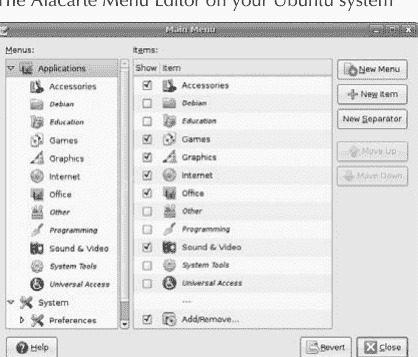 The Alacarte Menu Editor on your Ubuntu system
Main Menu
Menus:
Applications
Accessories
Debian
Education
Games
Graphics
Internet
Office
Other
Programming
Sound & Video
System Tools
Universal Access
System
Preferences
Items:
Show Item
Accessories
Debian
Education
Games
Graphics
Internet
Office
Other
Programming
Sound & Video
System Tools
Universal Access
---
Add/Remove...
New Menu
New Item
New Separator
Move Up
Move Down
Help
Revert
Close